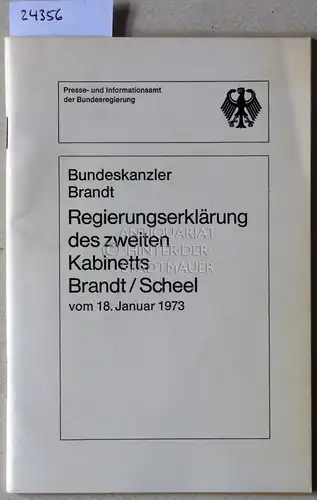 24356
Presse- und Informationsamt
der Bundesregierung
Bundeskanzler
Brandt
Regierungserklärung
des zweiten
Kabinetts
Brandt/Scheel
vom 18. Januar 1973
ANTIQUARIAT
HINTER·DER·
STADTMAUER